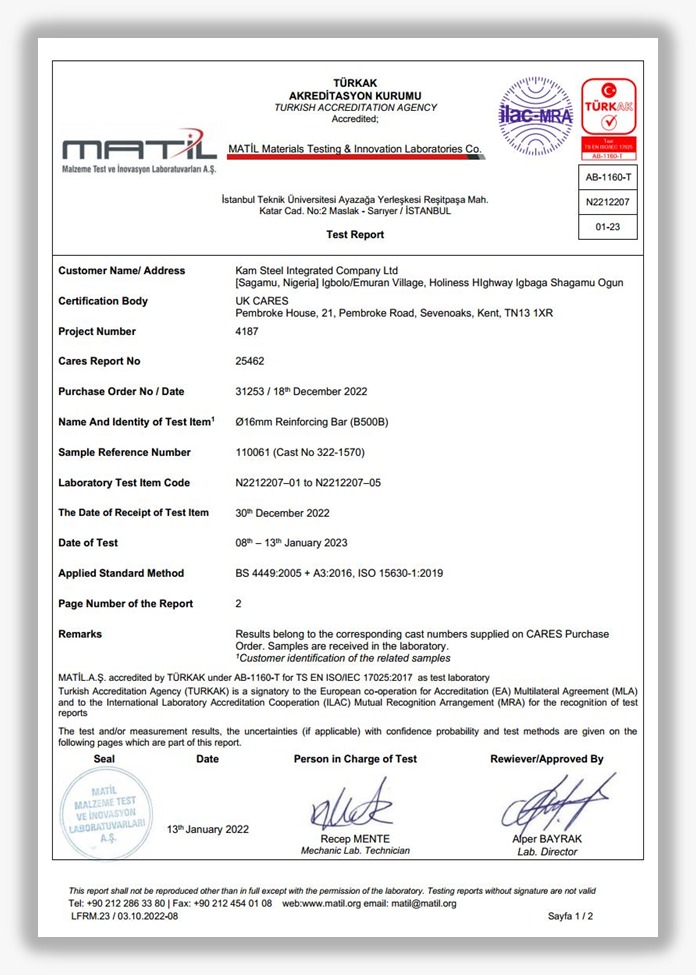 TÜRKAK
AKREDİTASYON KURUMU
TURKISH ACCREDITATION AGENCY
Accredited;
MATİL
Malzeme Test ve İnovasyon Laboratuvarları A.Ş.
MATİL Materials Testing & Innovation Laboratories Co.
ilac-MRA
TÜRKAK
Test
TS EN ISO/IEC 17025
AB-1160-T
AB-1160-T
N2212207
01-23
İstanbul Teknik Üniversitesi Ayazağa Yerleşkesi Reşitpaşa Mah.
Katar Cad. No:2 Maslak - Sarıyer / İSTANBUL
Test Report
Customer Name/ Address Kam Steel Integrated Company Ltd
[Sagamu, Nigeria] Igbolo/Emuran Village, Holiness HIghway Igbaga Shagamu Ogun
Certification Body UK CARES
Pembroke House, 21, Pembroke Road, Sevenoaks, Kent, TN13 1XR
Project Number 4187
Cares Report No 25462
Purchase Order No / Date 31253 / 18th December 2022
Name And Identity of Test Item1 Ø16mm Reinforcing Bar (B500B)
Sample Reference Number 110061 (Cast No 322-1570)
Laboratory Test Item Code N2212207–01 to N2212207–05
The Date of Receipt of Test Item 30th December 2022
Date of Test 08th – 13th January 2023
Applied Standard Method BS 4449:2005 + A3:2016, ISO 15630-1:2019
Page Number of the Report 2
Remarks Results belong to the corresponding cast numbers supplied on CARES Purchase
Order. Samples are received in the laboratory.
1Customer identification of the related samples
MATİL.A.Ş. accredited by TÜRKAK under AB-1160-T for TS EN ISO/IEC 17025:2017 as test laboratory
Turkish Accreditation Agency (TURKAK) is a signatory to the European co-operation for Accreditation (EA) Multilateral Agreement (MLA)
and to the International Laboratory Accreditation Cooperation (ILAC) Mutual Recognition Arrangement (MRA) for the recognition of test
reports
The test and/or measurement results, the uncertainties (if applicable) with confidence probability and test methods are given on the
following pages which are part of this report.
Seal Date Person in Charge of Test Rewiever/Approved By
MATİL
MALZEME TEST
VE İNOVASYON
LABORATUVARLARI
A.Ş.
13th January 2022
Recep MENTE
Mechanic Lab. Technician
Alper BAYRAK
Lab. Director
This report shall not be reproduced other than in full except with the permission of the laboratory. Testing reports without signature are not valid
Tel: +90 212 286 33 80 | Fax: +90 212 454 01 08 web:www.matil.org email: matil@matil.org
LFRM.23 / 03.10.2022-08 Sayfa 1 / 2